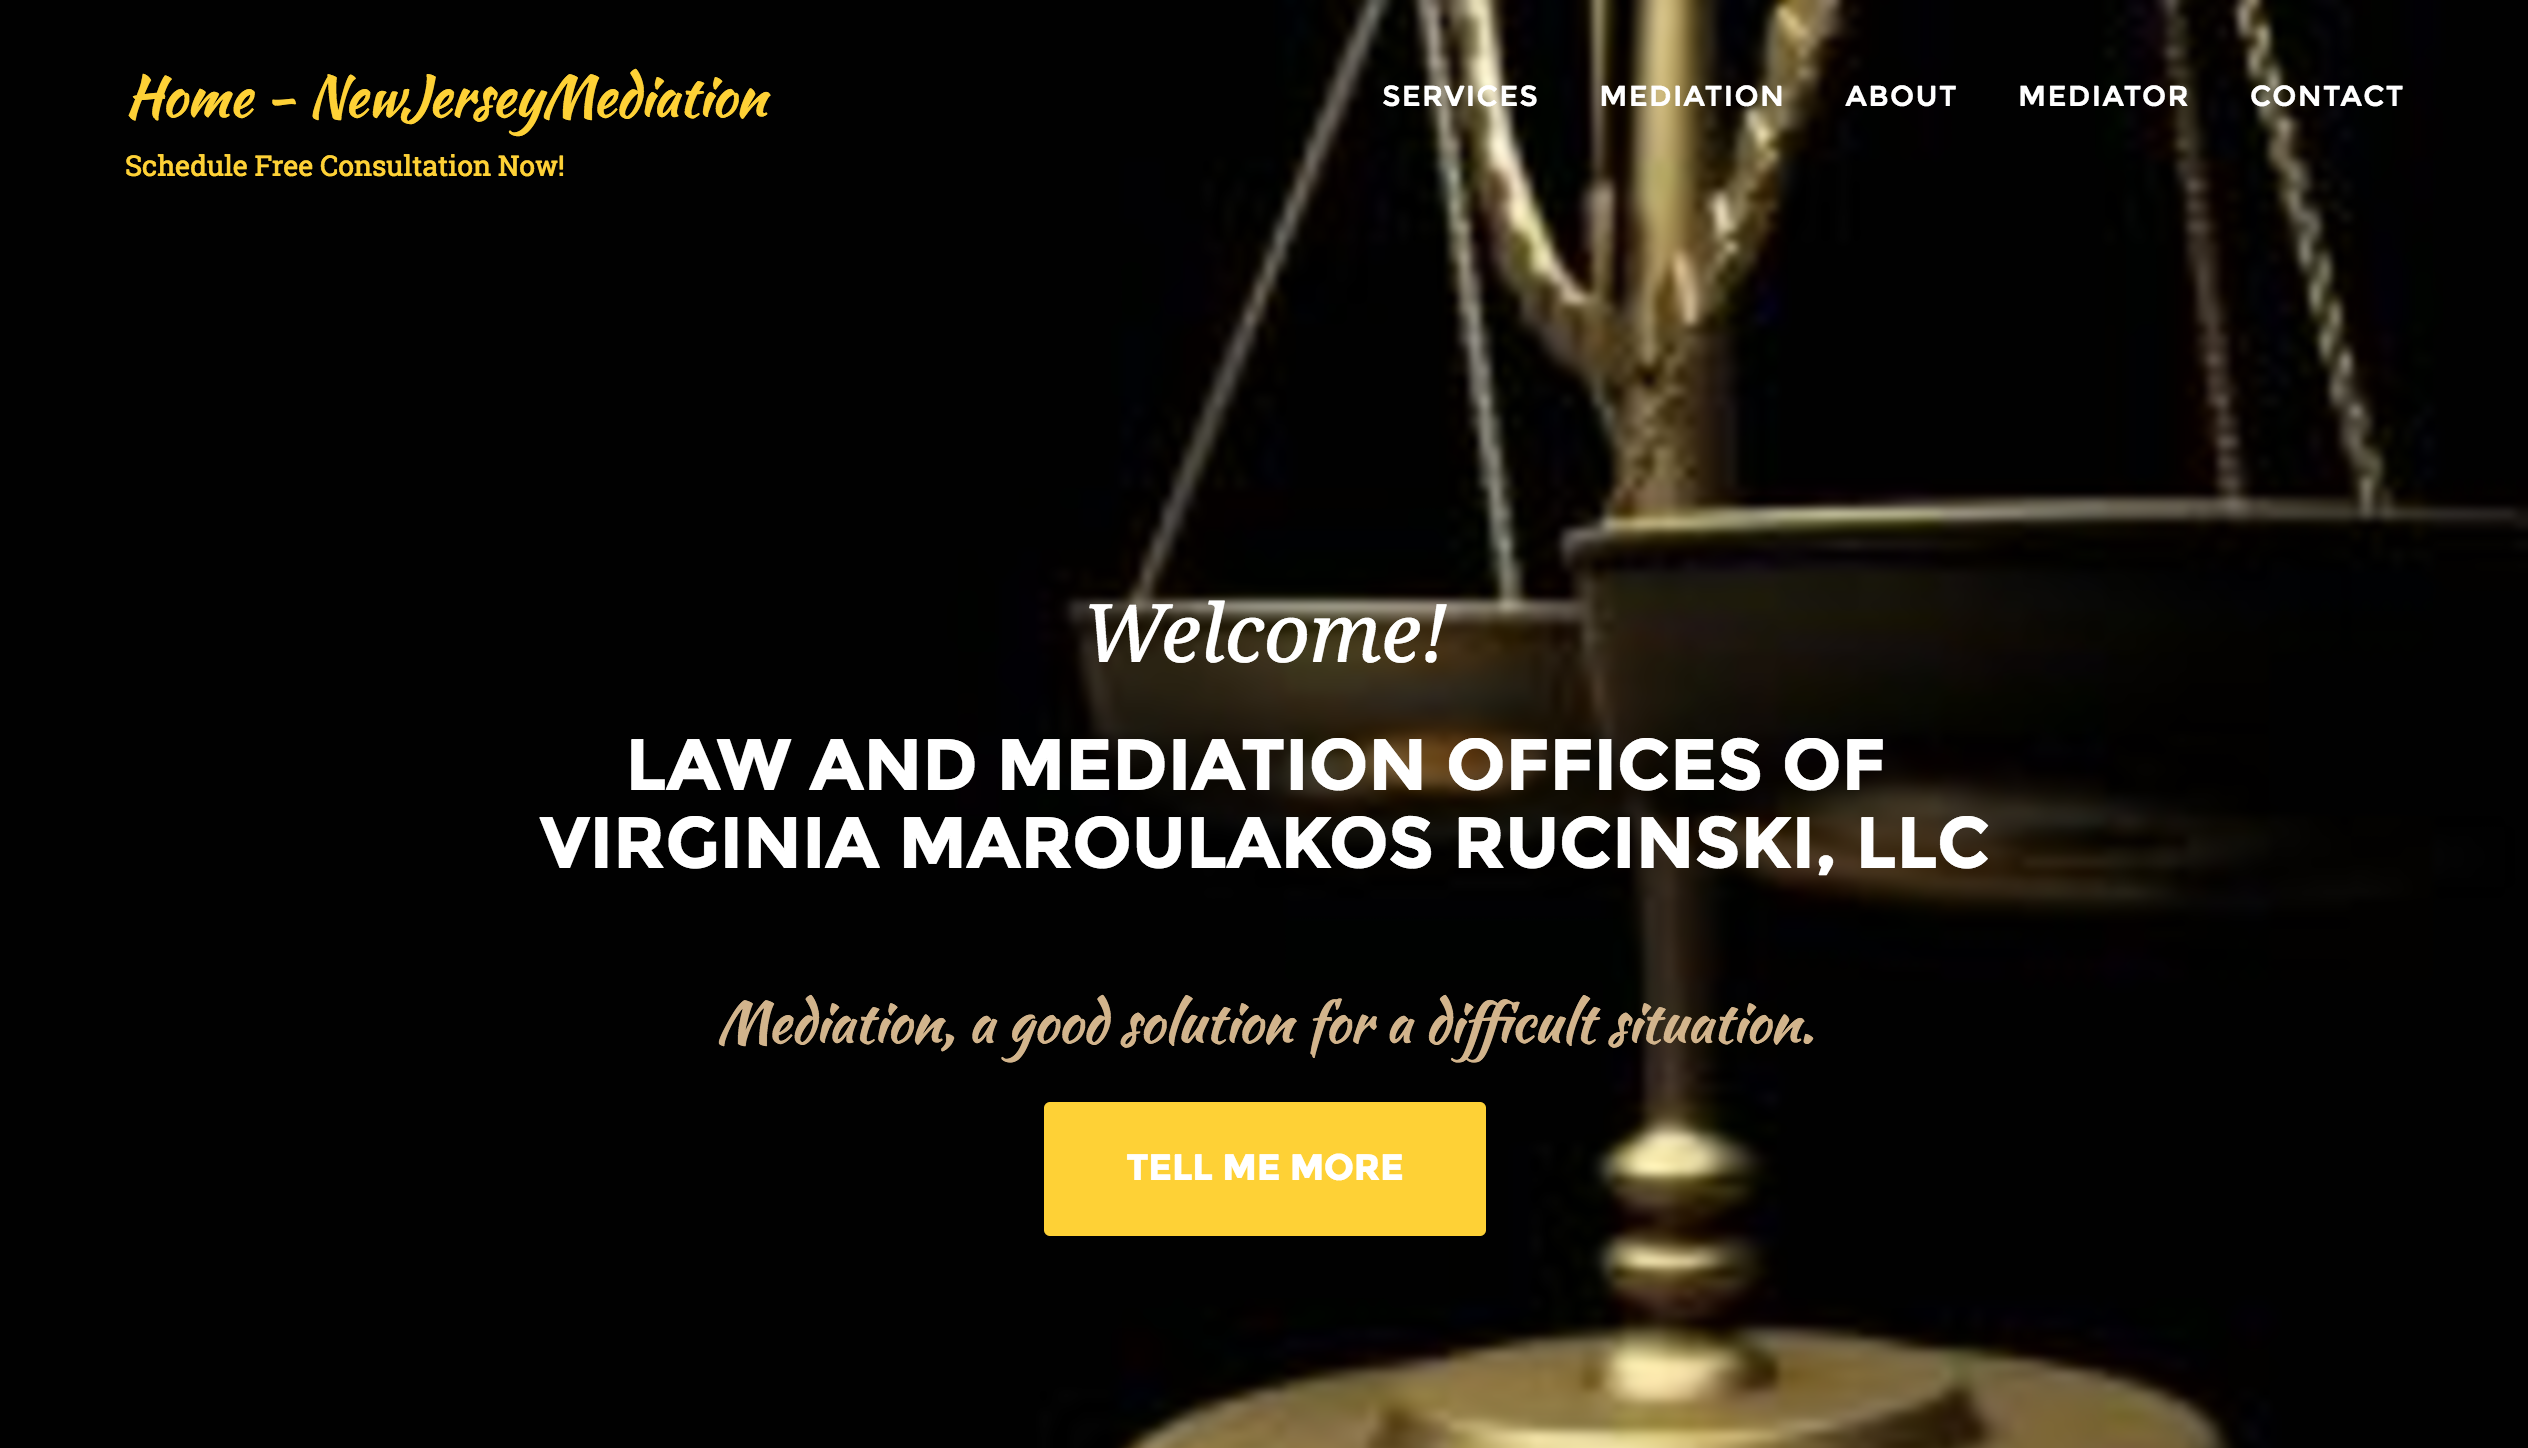 Home – NewJerseyMediation
Schedule Free Consultation Now!
SERVICES MEDIATION ABOUT MEDIATOR CONTACT
Welcome!
LAW AND MEDIATION OFFICES OF
VIRGINIA MAROULAKOS RUCINSKI, LLC
Mediation, a good solution for a difficult situation.
TELL ME MORE